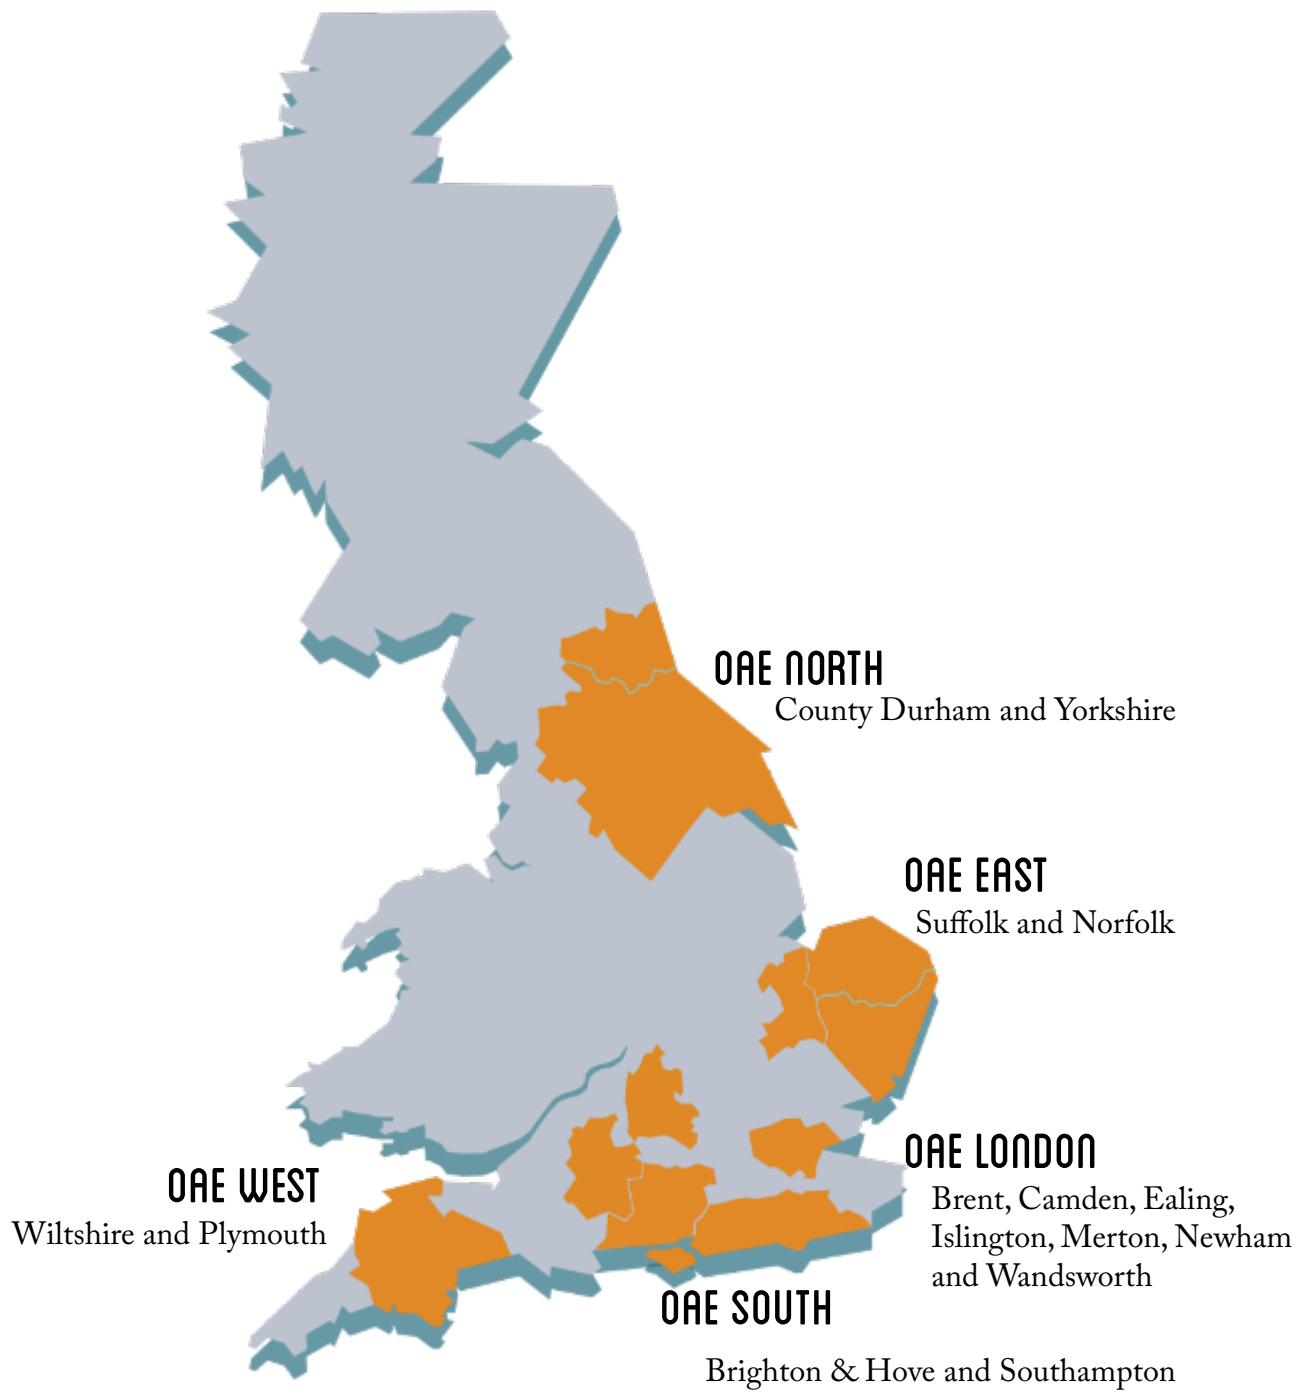 OAE NORTH
County Durham and Yorkshire
OAE EAST
Suffolk and Norfolk
OAE LONDON
Brent, Camden, Ealing,
Islington, Merton, Newham
and Wandsworth
OAE WEST
Wiltshire and Plymouth
OAE SOUTH
Brighton & Hove and Southampton